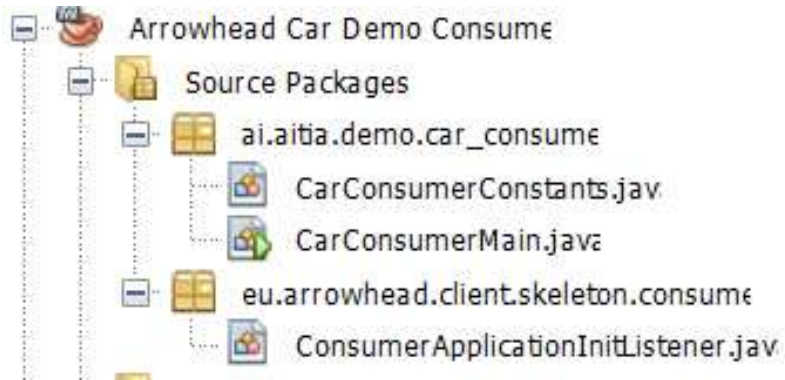 Arrowhead Car Demo Consume
Source Packages
ai.aitia.demo.car_consume
CarConsumerConstants.jav
CarConsumerMain.java
eu.arrowhead.client.skeleton.consume
ConsumerApplicationInitListener.jav